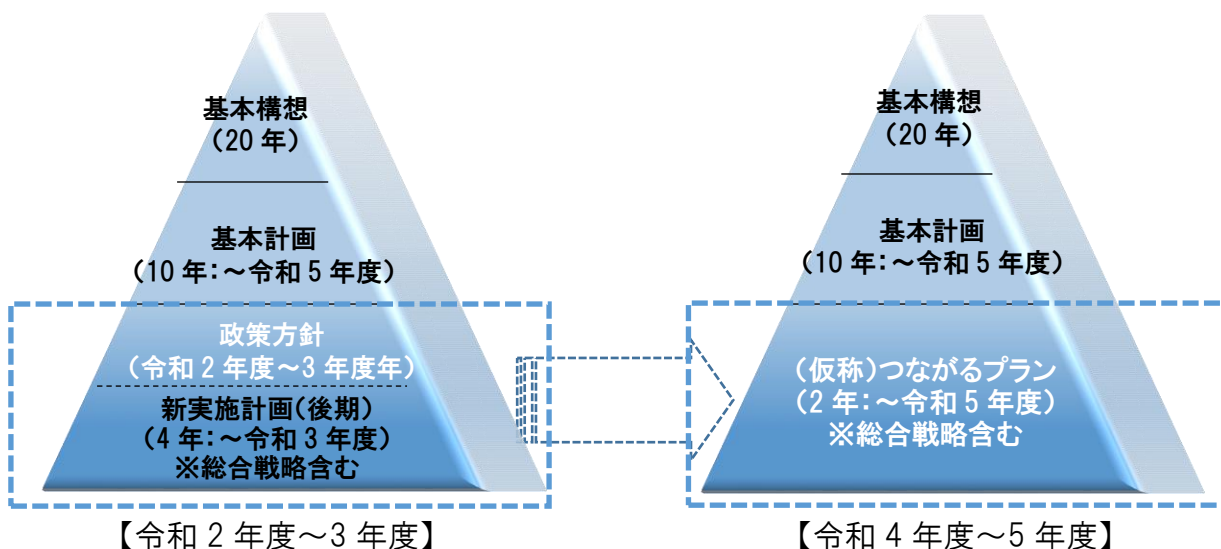 基本構想
(20 年)
基本計画
(10 年:～令和 5 年度)
政策方針
(令和 2 年度～3 年度年)
新実施計画(後期)
(4 年:～令和 3 年度)
※総合戦略含む
【令和 2 年度～3 年度】
基本構想
(20 年)
基本計画
(10 年:～令和 5 年度)
(仮称)つながるプラン
(2 年:～令和 5 年度)
※総合戦略含む
【令和 4 年度～5 年度】